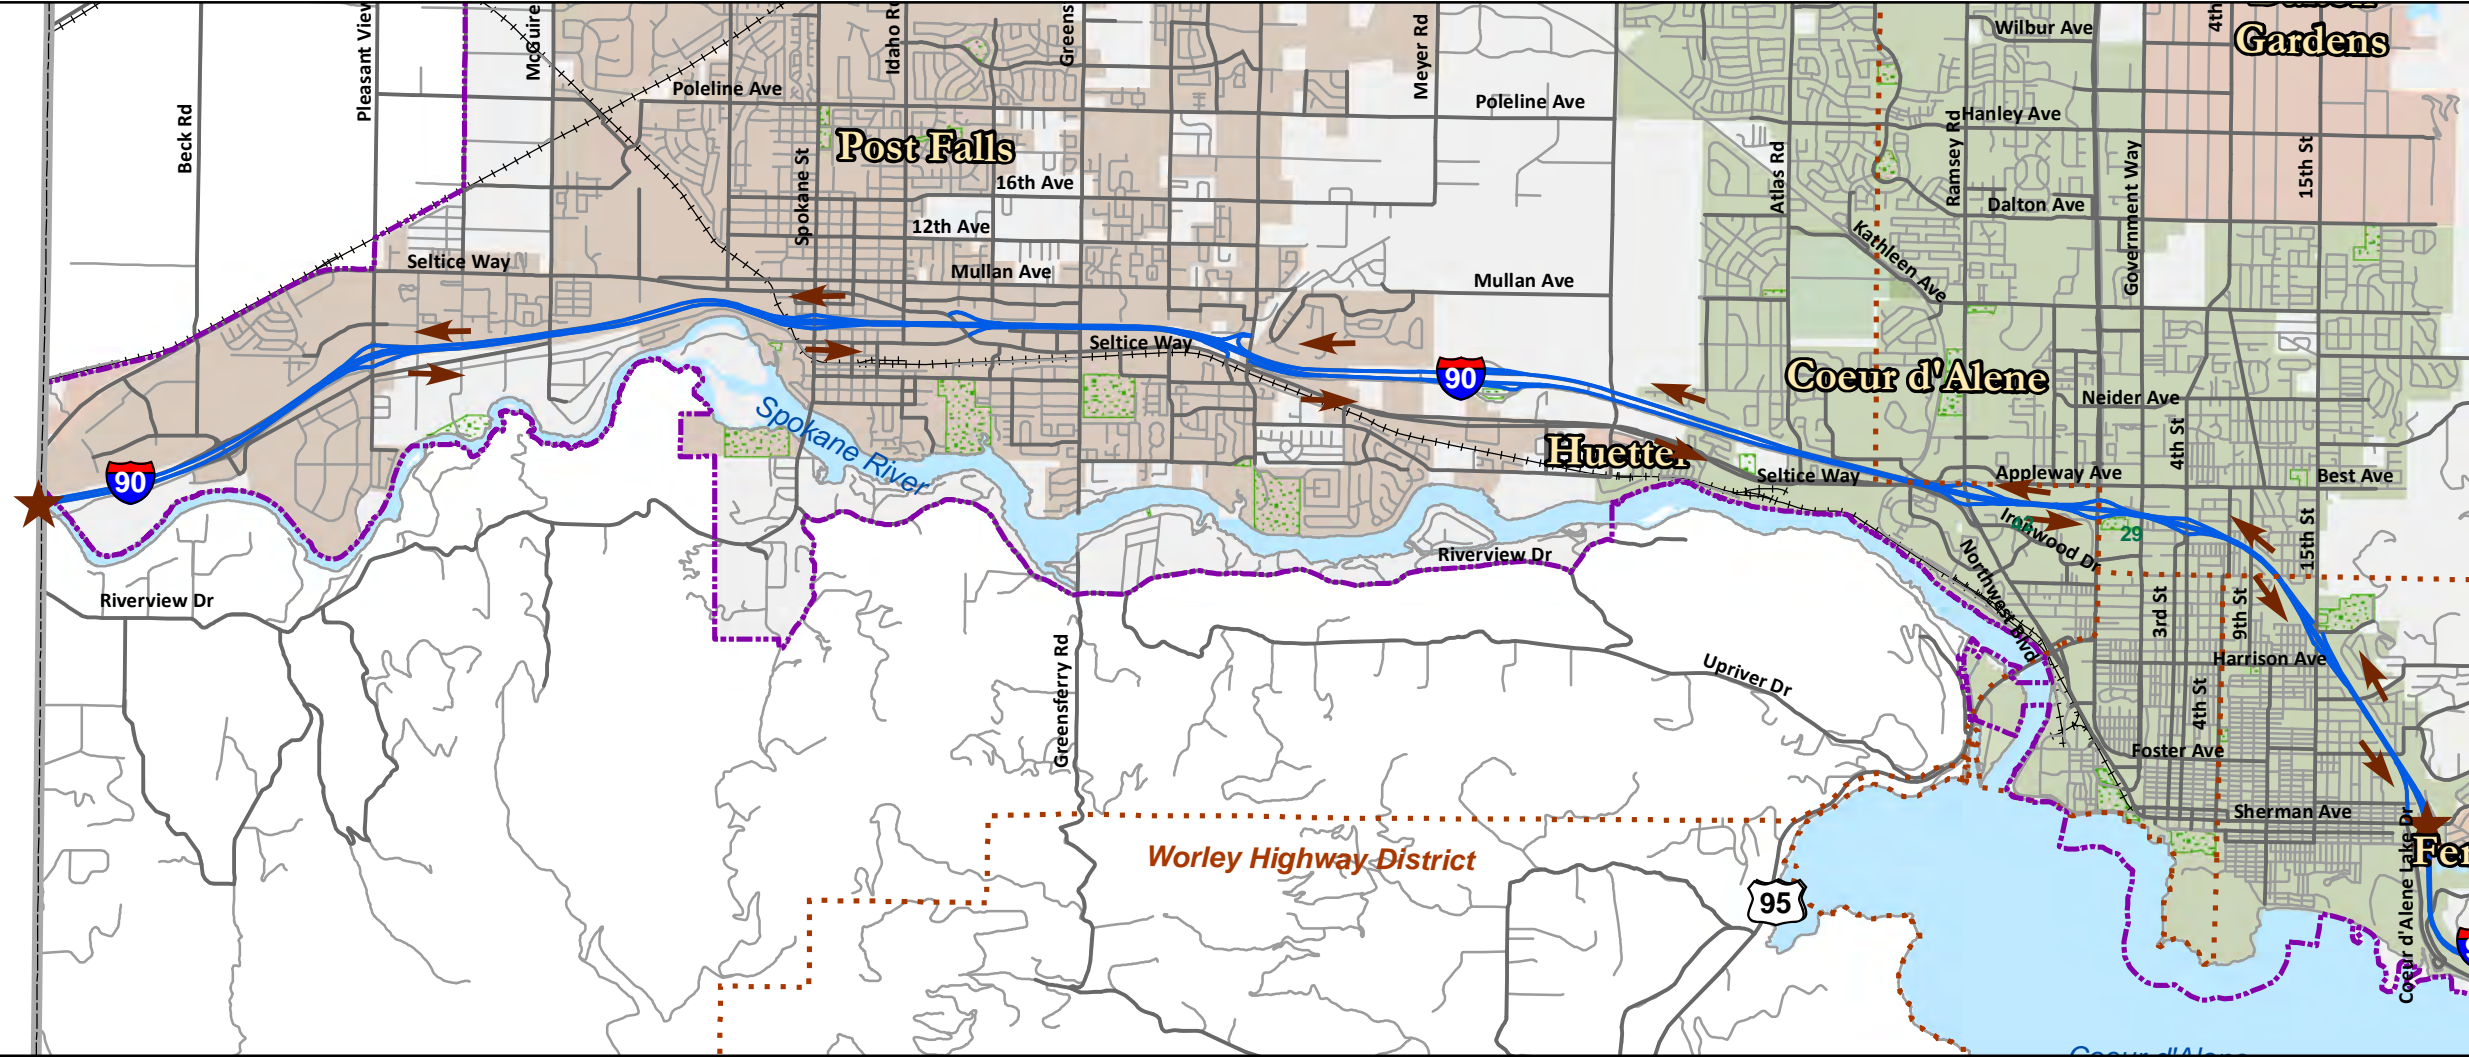 Pleasant View
McGuire
Idaho Rd
Greens
Meyer Rd
4th
Wilbur Ave
Gardens
Beck Rd
Poleline Ave
Poleline Ave
Hanley Ave
Post Falls
Spokane St
Atlas Rd
Ramsey Rd
Government Way
15th St
16th Ave
Dalton Ave
12th Ave
Kathleen Ave
Seltice Way
Mullan Ave
Mullan Ave
Seltice Way
90
Coeur d'Alene
Neider Ave
Spokane River
4th St
Huetter
90
Seltice Way
Appleway Ave
Best Ave
Ironwood Dr
29
15th St
Riverview Dr
Northwest Blvd
Riverview Dr
3rd St
9th St
Greensferry Rd
Harrison Ave
Upriver Dr
4th St
Foster Ave
Sherman Ave
Worley Highway District
Fer
95
Coeur d'Alene Lake Dr
Coeur d'Alene